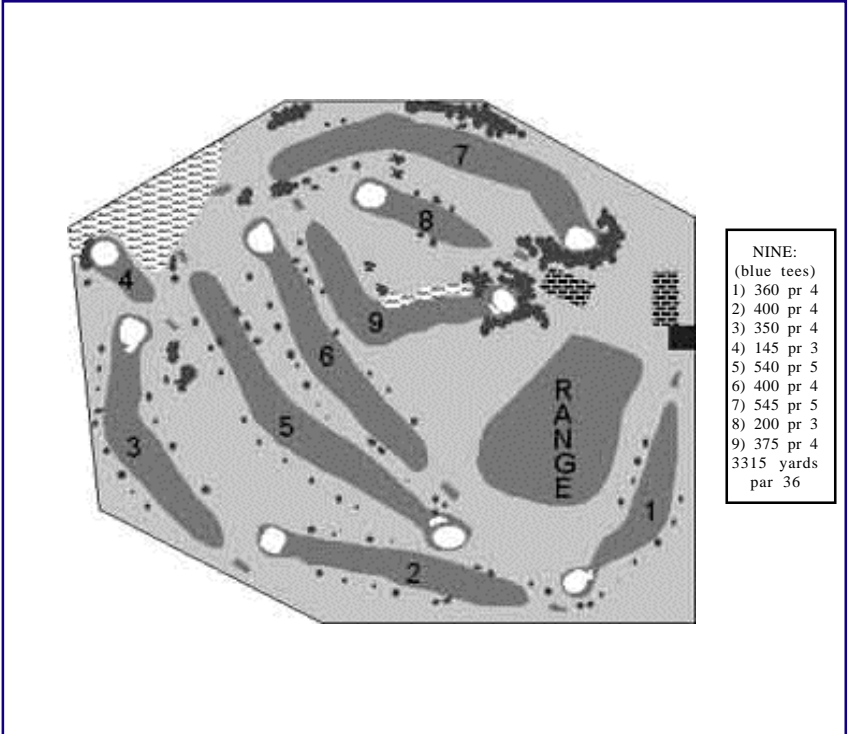 7
8
4
9
6
5
3
2
1
R
A
N
G
E
NINE:
(blue tees)
1) 360 pr 4
2) 400 pr 4
3) 350 pr 4
4) 145 pr 3
5) 540 pr 5
6) 400 pr 4
7) 545 pr 5
8) 200 pr 3
9) 375 pr 4
3315 yards
par 36